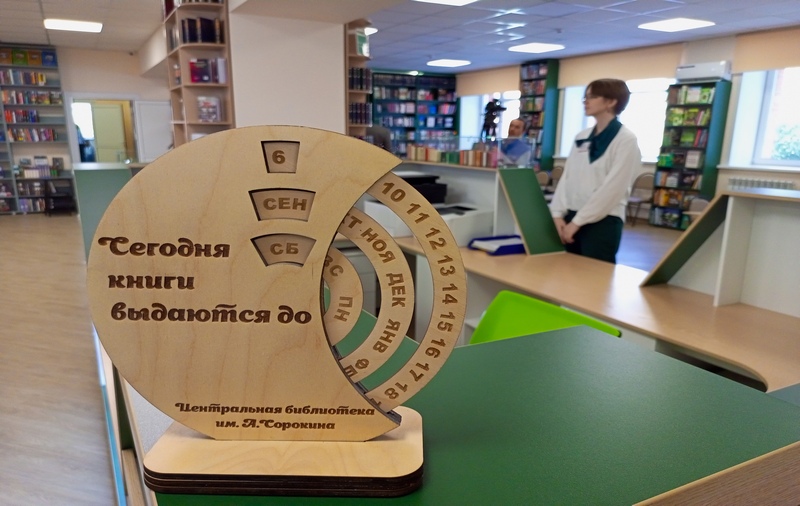 6
СЕН
СБ
Сегодня
книги
выдаются до
Центральная библиотека
им. А.Сорокина
10 11 12 13 14 15 16 17 18
НОЯ ДЕК ЯНВ
ВС ПН